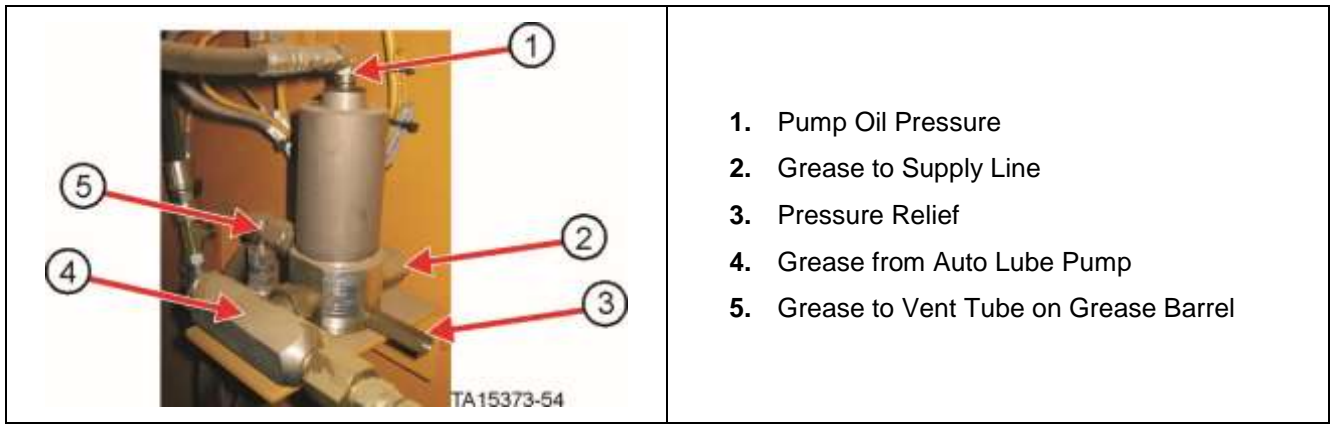 1
5
2
4
3
TA15373-54
1. Pump Oil Pressure
2. Grease to Supply Line
3. Pressure Relief
4. Grease from Auto Lube Pump
5. Grease to Vent Tube on Grease Barrel